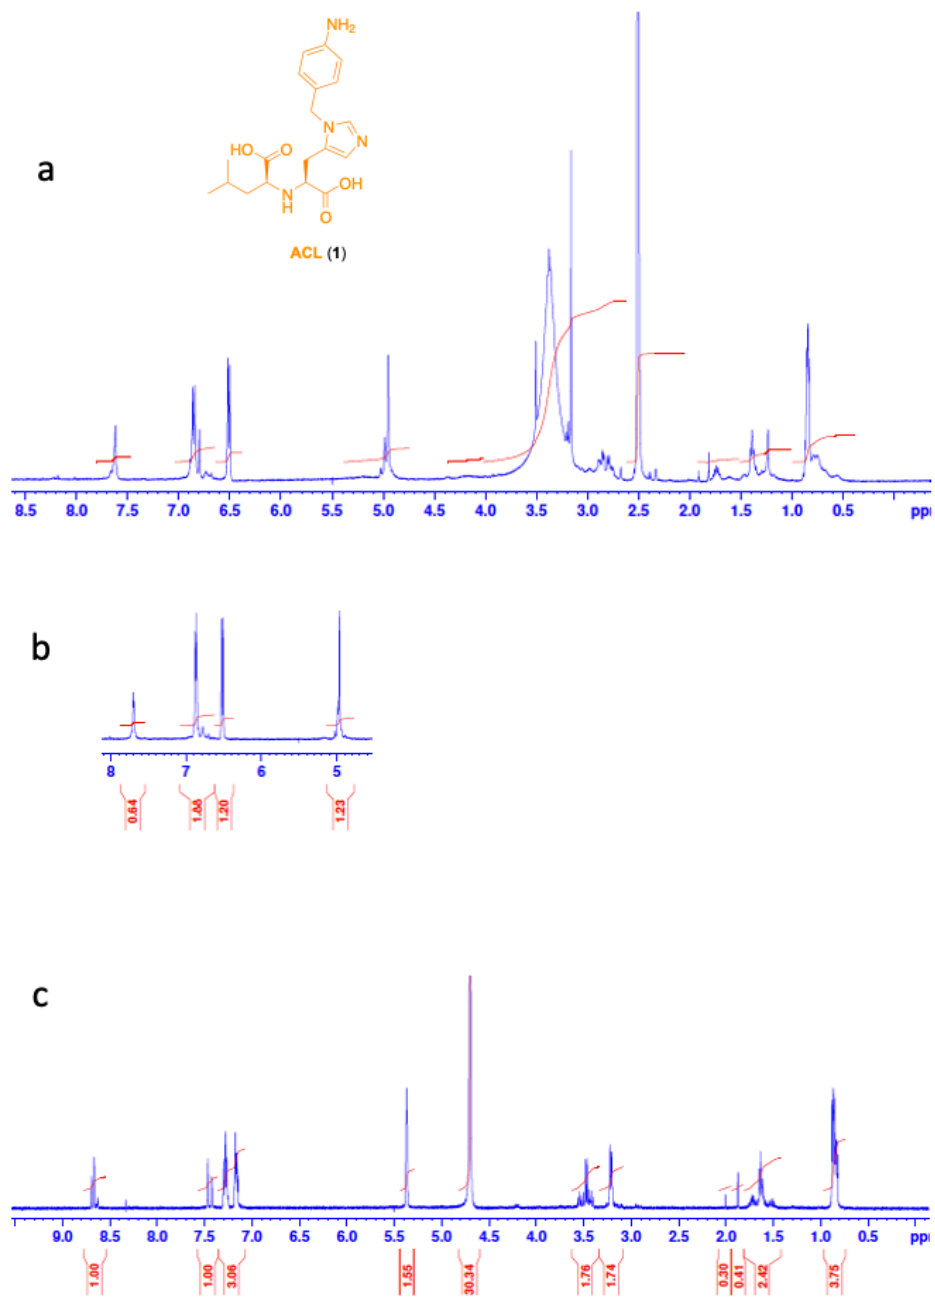 NH₂
N
N
HO
O
OH
N
H
O
a
ACL (1)
8.5 8.0 7.5 7.0 6.5 6.0 5.5 5.0 4.5 4.0 3.5 3.0 2.5 2.0 1.5 1.0 0.5 ppm
b
8 7 6 5
0.64 1.88 1.20 1.23
c
9.0 8.5 8.0 7.5 7.0 6.5 6.0 5.5 5.0 4.5 4.0 3.5 3.0 2.5 2.0 1.5 1.0 0.5 ppm
1.00 1.00 3.06 1.55 30.34 1.76 1.74 0.30 0.41 2.42 3.75